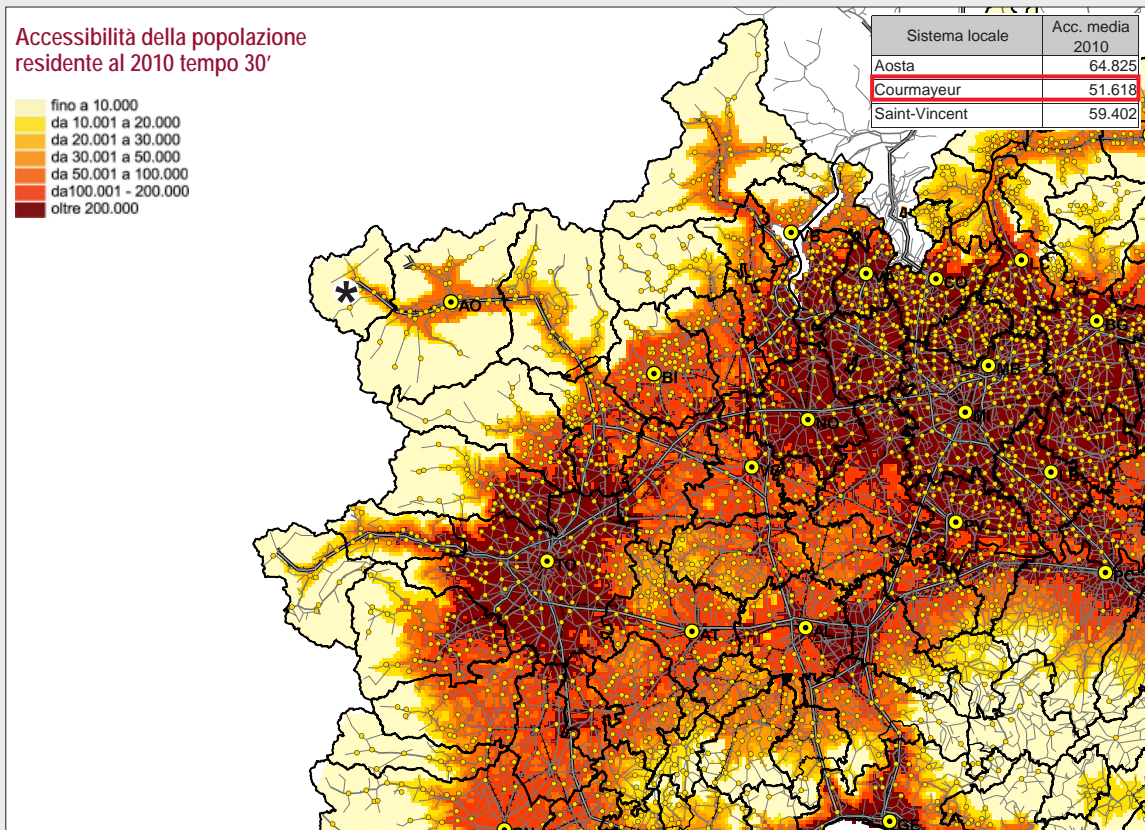 Accessibilità della popolazione
residente al 2010 tempo 30'
fino a 10.000
da 10.001 a 20.000
da 20.001 a 30.000
da 30.001 a 50.000
da 50.001 a 100.000
da100.001 - 200.000
oltre 200.000
Sistema locale Acc. media
2010
Aosta 64.825
Courmayeur 51.618
Saint-Vincent 59.402
VB
CO
*
AO
BG
BI
MB
MI
NO
VC
PV
TO
PC
AT
AL
GE